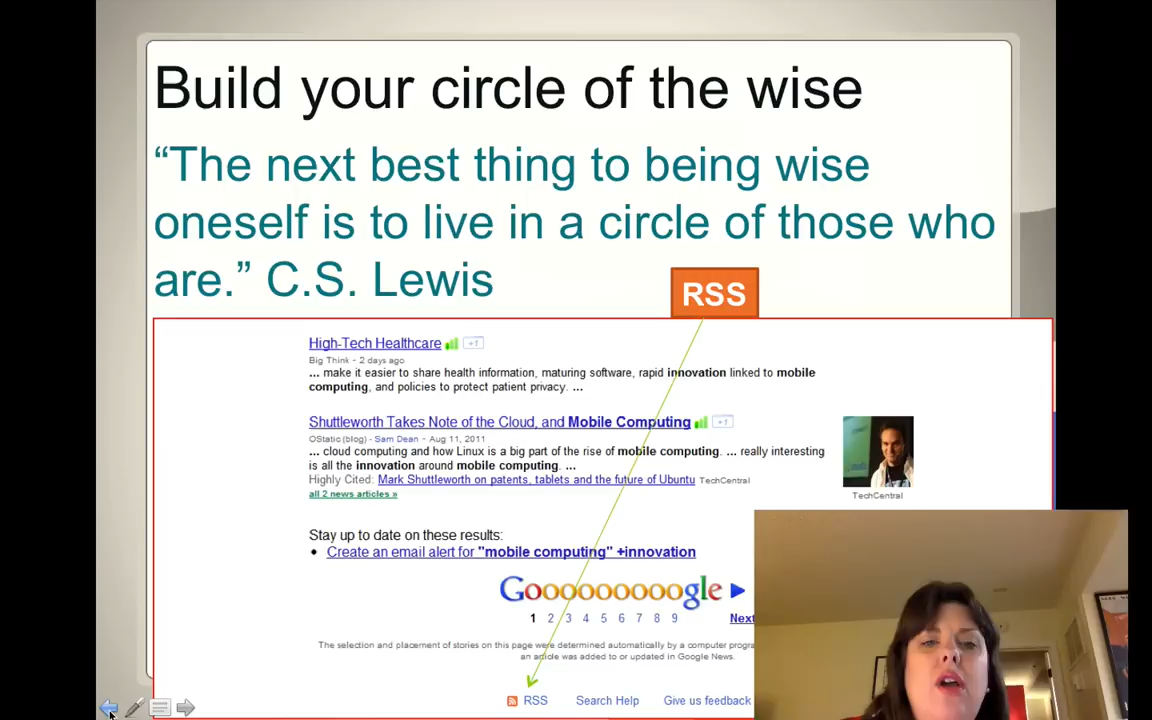 Build your circle of the wise
“The next best thing to being wise
oneself is to live in a circle of those who
are.” C.S. Lewis
RSS
High-Tech Healthcare +1
Big Think - 2 days ago
... make it easier to share health information, maturing software, rapid innovation linked to mobile
computing, and policies to protect patient privacy. ...
Shuttleworth Takes Note of the Cloud, and Mobile Computing +1
OStatic (blog) - Sam Dean - Aug 11, 2011
... cloud computing and how Linux is a big part of the rise of mobile computing. ... really interesting
is all the innovation around mobile computing. ...
Highly Cited: Mark Shuttleworth on patents, tablets and the future of Ubuntu TechCentral
all 2 news articles »
TechCentral
Stay up to date on these results:
• Create an email alert for "mobile computing" +innovation
Gooooooooogle
1 2 3 4 5 6 7 8 9 Next
The selection and placement of stories on this page were determined automatically by a computer
an article was added to or updated in Google News.
RSS Search Help Give us feedback